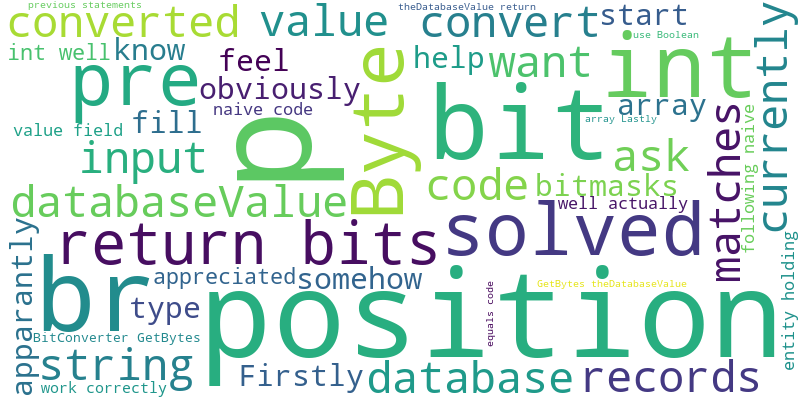 previous statements
theDatabaseValue return
converted
value
convert
start
use Boolean
currently
int well
know
feel
help
want
int
pre
obviously
naive code
Byte
bit
array
array Lastly
value field
fill
p
ask
matches
following naive
input
code
bitmasks
databaseValue
well actually
return bits
solved
apparantly
br
appreciated
somehow
position
GetBytes theDatabaseValue
equals code
entity holding
type
BitConverter GetBytes
string
Firstly
database
records
work correctly